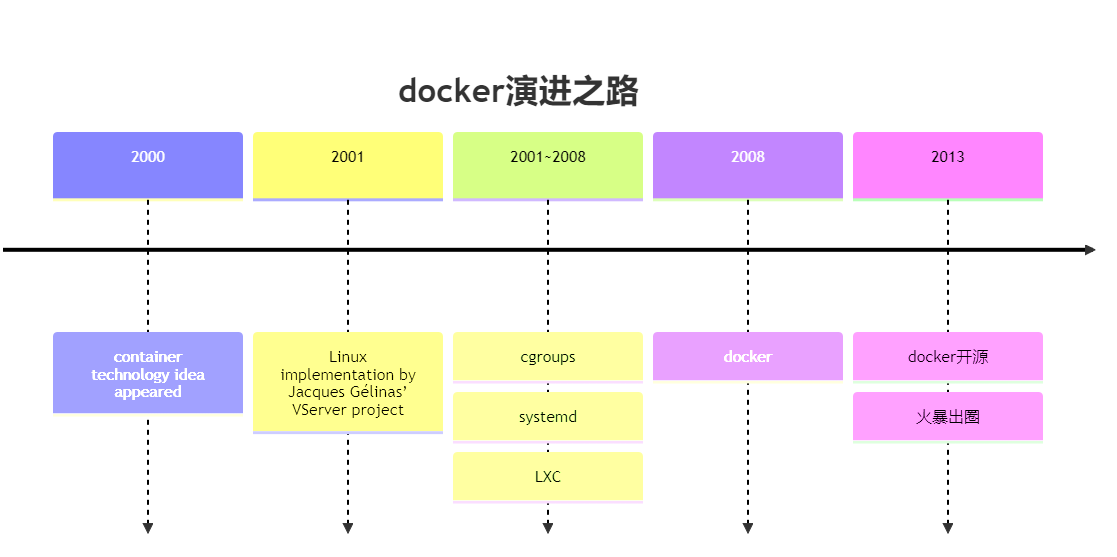 docker演进之路
2000
2001
2001~2008
2008
2013
container
technology idea
appeared
Linux
implementation by
Jacques Gélinas’
VServer project
cgroups
systemd
LXC
docker
docker开源
火暴出圈